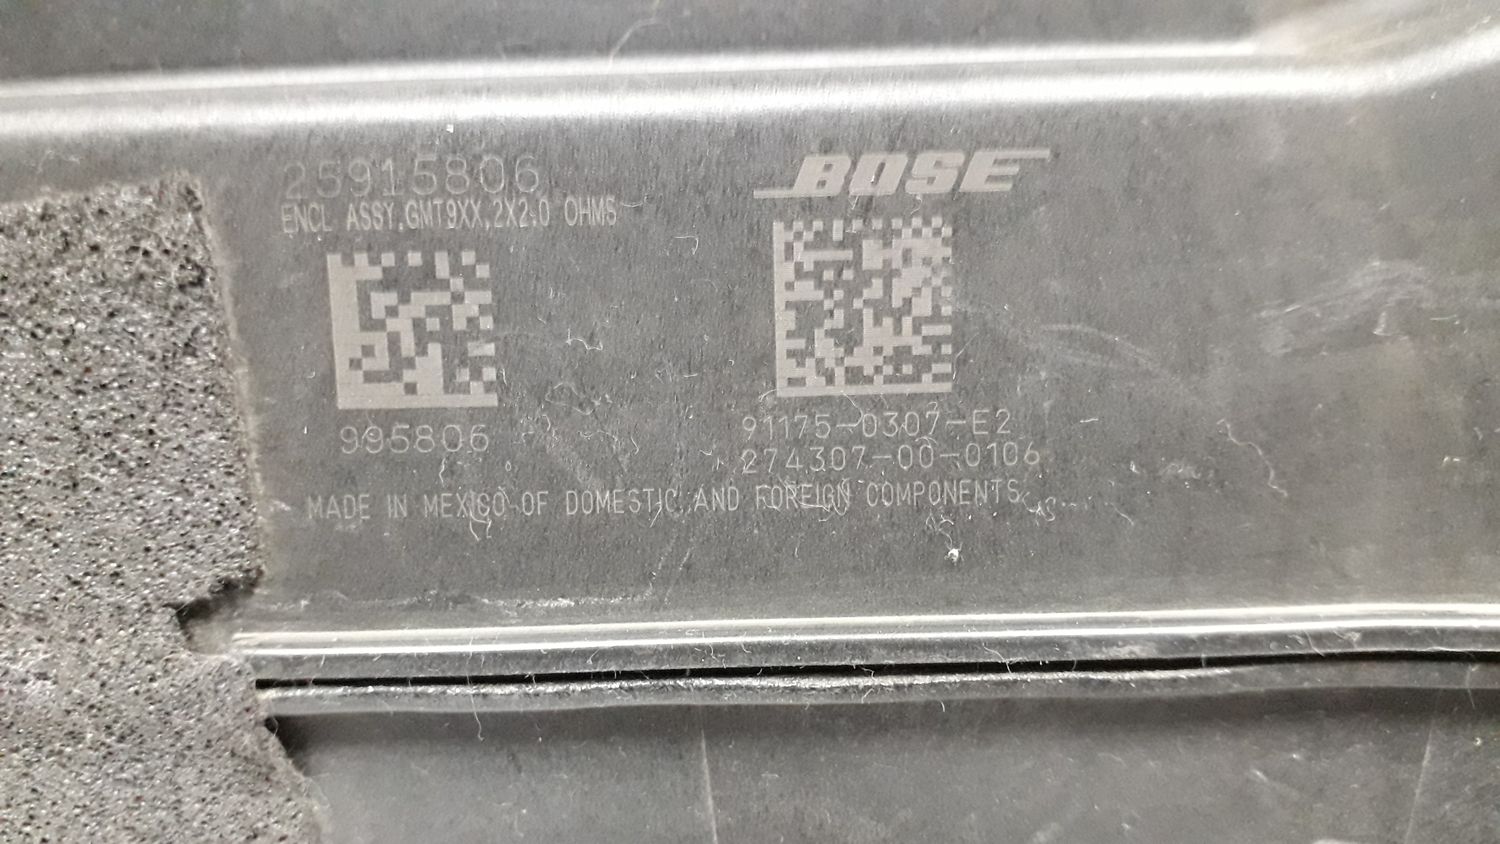 25915806
ENCL ASSY,GMT9XX,2X2.0 OHMS
995806
BOSE
91175-0307-E2
274307-00-0106
MADE IN MEXICO OF DOMESTIC AND FOREIGN COMPONENTS